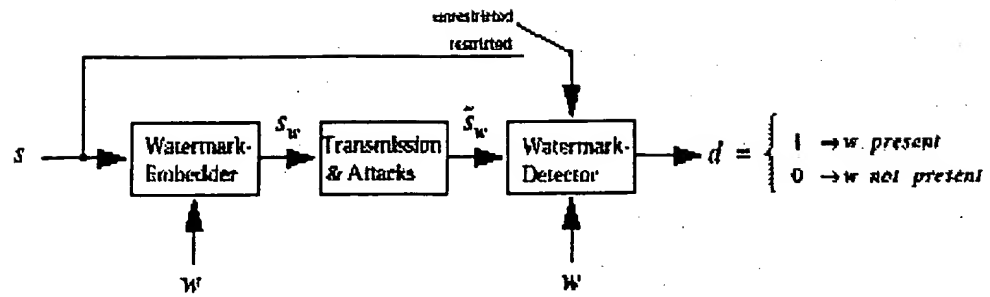 unrestricted
restricted
s
Watermark-
Embedder
s_w
Transmission
& Attacks
s̃_w
Watermark-
Detector
d = { 1 → w present
0 → w not present
w
w